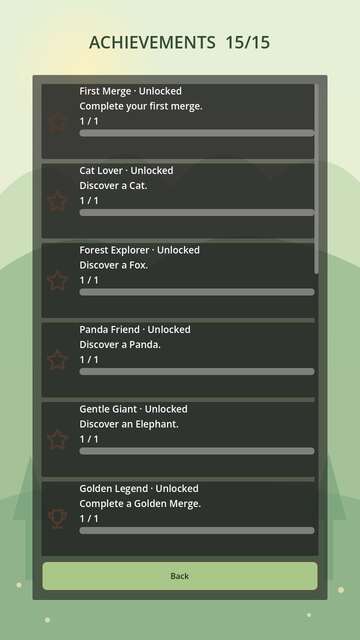 ACHIEVEMENTS 15/15
First Merge · Unlocked
Complete your first merge.
1 / 1
Cat Lover · Unlocked
Discover a Cat.
1 / 1
Forest Explorer · Unlocked
Discover a Fox.
1 / 1
Panda Friend · Unlocked
Discover a Panda.
1 / 1
Gentle Giant · Unlocked
Discover an Elephant.
1 / 1
Golden Legend · Unlocked
Complete a Golden Merge.
1 / 1
Back